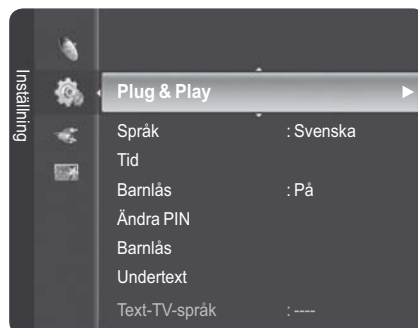 Inställning
Plug & Play
Språk : Svenska
Tid
Barnlås : På
Ändra PIN
Barnlås
Undertext
Text-TV-språk : ----